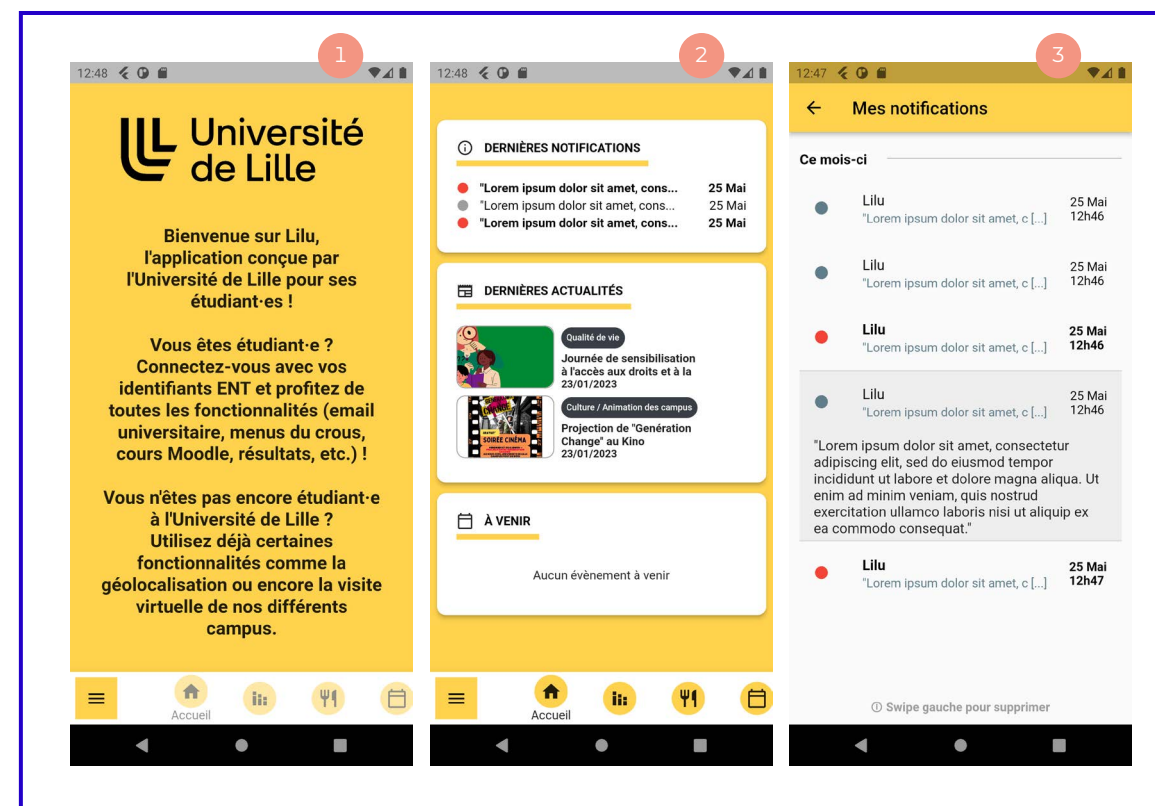 1
12:48
Université
de Lille
Bienvenue sur Lilu,
l'application conçue par
l'Université de Lille pour ses
étudiant·es !
Vous êtes étudiant·e ?
Connectez-vous avec vos
identifiants ENT et profitez de
toutes les fonctionnalités (email
universitaire, menus du crous,
cours Moodle, résultats, etc.) !
Vous n'êtes pas encore étudiant·e
à l'Université de Lille ?
Utilisez déjà certaines
fonctionnalités comme la
géolocalisation ou encore la visite
virtuelle de nos différents
campus.
Accueil
2
12:48
DERNIÈRES NOTIFICATIONS
"Lorem ipsum dolor sit amet, cons... 25 Mai
"Lorem ipsum dolor sit amet, cons... 25 Mai
"Lorem ipsum dolor sit amet, cons... 25 Mai
DERNIÈRES ACTUALITÉS
Qualité de vie
Journée de sensibilisation
à l'accès aux droits et à la
23/01/2023
CHANGE
SOIRÉE CINÉMA
Culture / Animation des campus
Projection de "Genération
Change" au Kino
23/01/2023
À VENIR
Aucun évènement à venir
Accueil
3
12:47
Mes notifications
Ce mois-ci
Lilu 25 Mai
"Lorem ipsum dolor sit amet, c [...] 12h46
Lilu 25 Mai
"Lorem ipsum dolor sit amet, c [...] 12h46
Lilu 25 Mai
"Lorem ipsum dolor sit amet, c [...] 12h46
Lilu 25 Mai
"Lorem ipsum dolor sit amet, c [...] 12h46
"Lorem ipsum dolor sit amet, consectetur
adipiscing elit, sed do eiusmod tempor
incididunt ut labore et dolore magna aliqua. Ut
enim ad minim veniam, quis nostrud
exercitation ullamco laboris nisi ut aliquip ex
ea commodo consequat."
Lilu 25 Mai
"Lorem ipsum dolor sit amet, c [...] 12h47
Swipe gauche pour supprimer